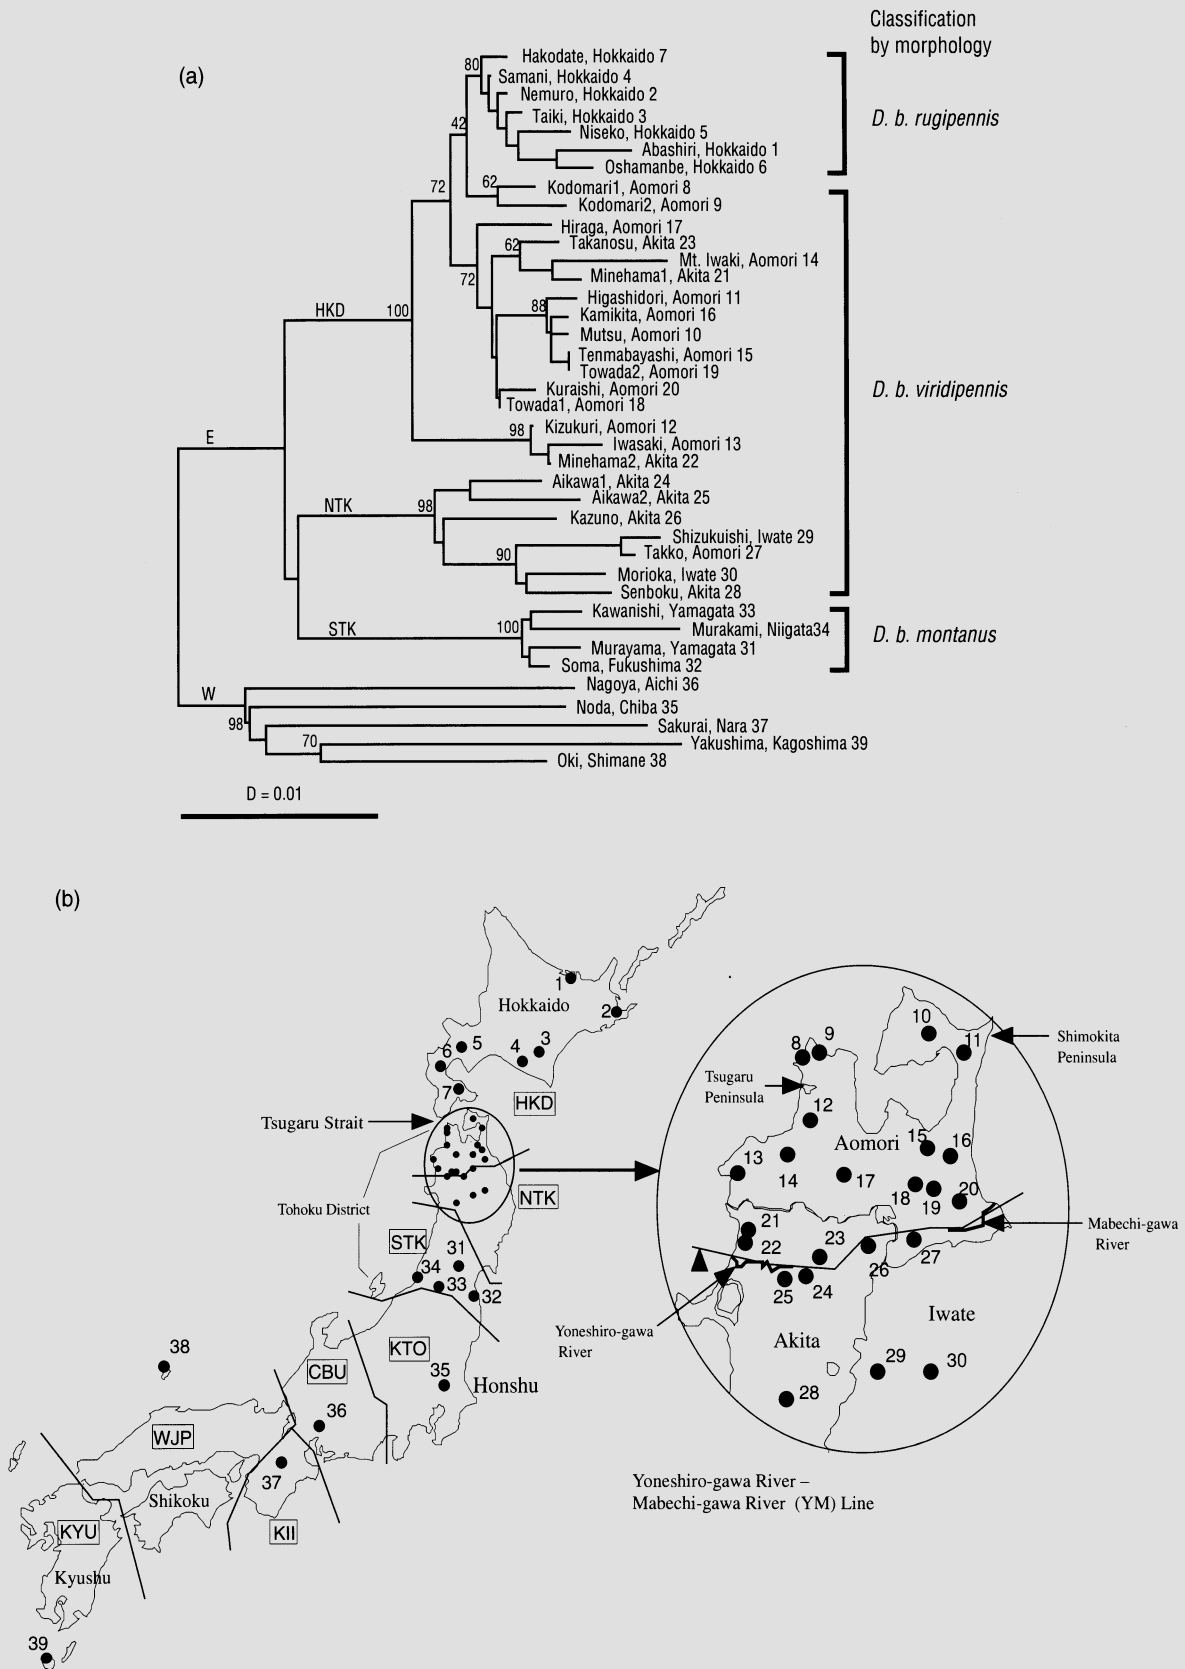 Classification
by morphology
(a)
80
Hakodate, Hokkaido 7
Samani, Hokkaido 4
Nemuro, Hokkaido 2
Taiki, Hokkaido 3
Niseko, Hokkaido 5
Abashiri, Hokkaido 1
Oshamanbe, Hokkaido 6
D. b. rugipennis
42
72
62
Kodomari1, Aomori 8
Kodomari2, Aomori 9
Hiraga, Aomori 17
62
Takanosu, Akita 23
Mt. Iwaki, Aomori 14
72
Minehama1, Akita 21
88
Higashidori, Aomori 11
Kamikita, Aomori 16
HKD
100
Mutsu, Aomori 10
Tenmabayashi, Aomori 15
Towada2, Aomori 19
Kuraishi, Aomori 20
Towada1, Aomori 18
D. b. viridipennis
98
Kizukuri, Aomori 12
E
Iwasaki, Aomori 13
Minehama2, Akita 22
Aikawa1, Akita 24
Aikawa2, Akita 25
NTK
98
Kazuno, Akita 26
Shizukuishi, Iwate 29
90
Takko, Aomori 27
Morioka, Iwate 30
Senboku, Akita 28
Kawanishi, Yamagata 33
STK
100
Murakami, Niigata34
D. b. montanus
Murayama, Yamagata 31
Soma, Fukushima 32
W
Nagoya, Aichi 36
Noda, Chiba 35
98
Sakurai, Nara 37
70
Yakushima, Kagoshima 39
Oki, Shimane 38
D = 0.01
(b)
1
Hokkaido
2
5
3
6
4
7
HKD
Tsugaru Strait
Tohoku District
NTK
STK
31
34
33
32
38
KTO
CBU
35
Honshu
36
WJP
37
Shikoku
KYU
KII
Kyushu
39
10
9
8
11
Shimokita
Peninsula
Tsugaru
Peninsula
12
Aomori
15
16
13
14
17
18
19
20
21
22
23
26
27
Mabechi-gawa
River
25
24
Yoneshiro-gawa
River
Iwate
Akita
29
30
28
Yoneshiro-gawa River –
Mabechi-gawa River (YM) Line